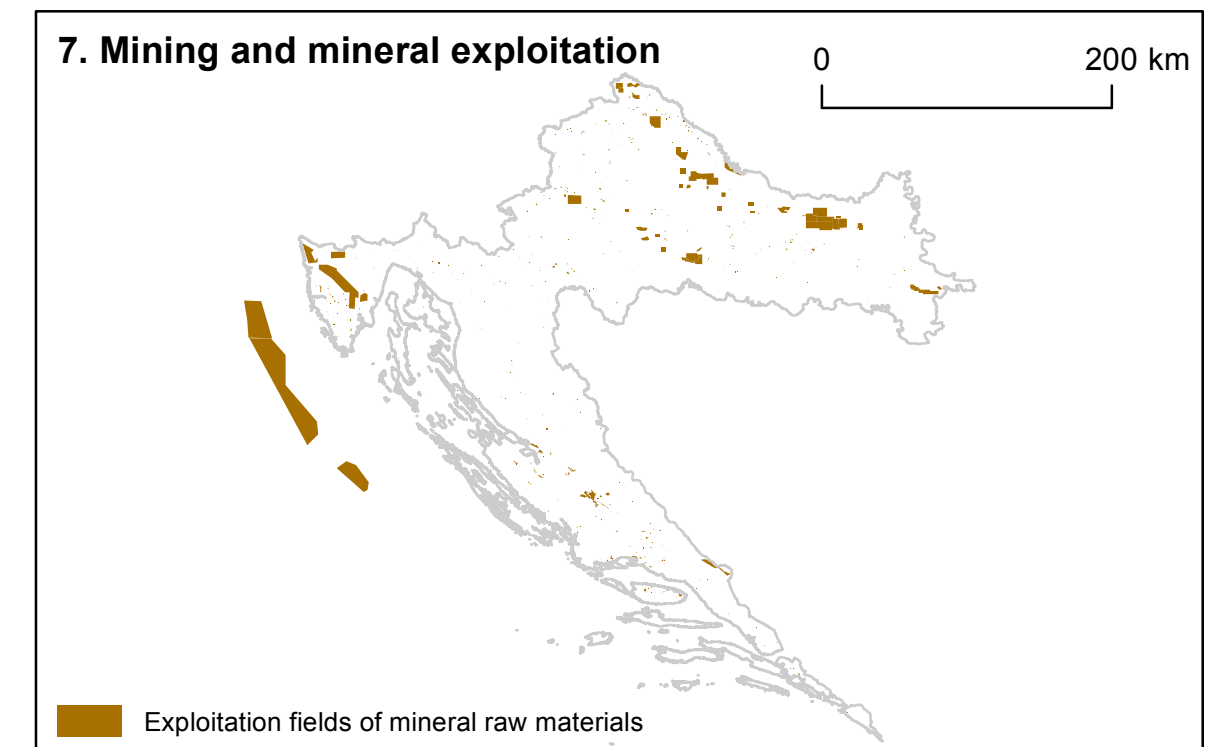 7. Mining and mineral exploitation
0 200 km
Exploitation fields of mineral raw materials